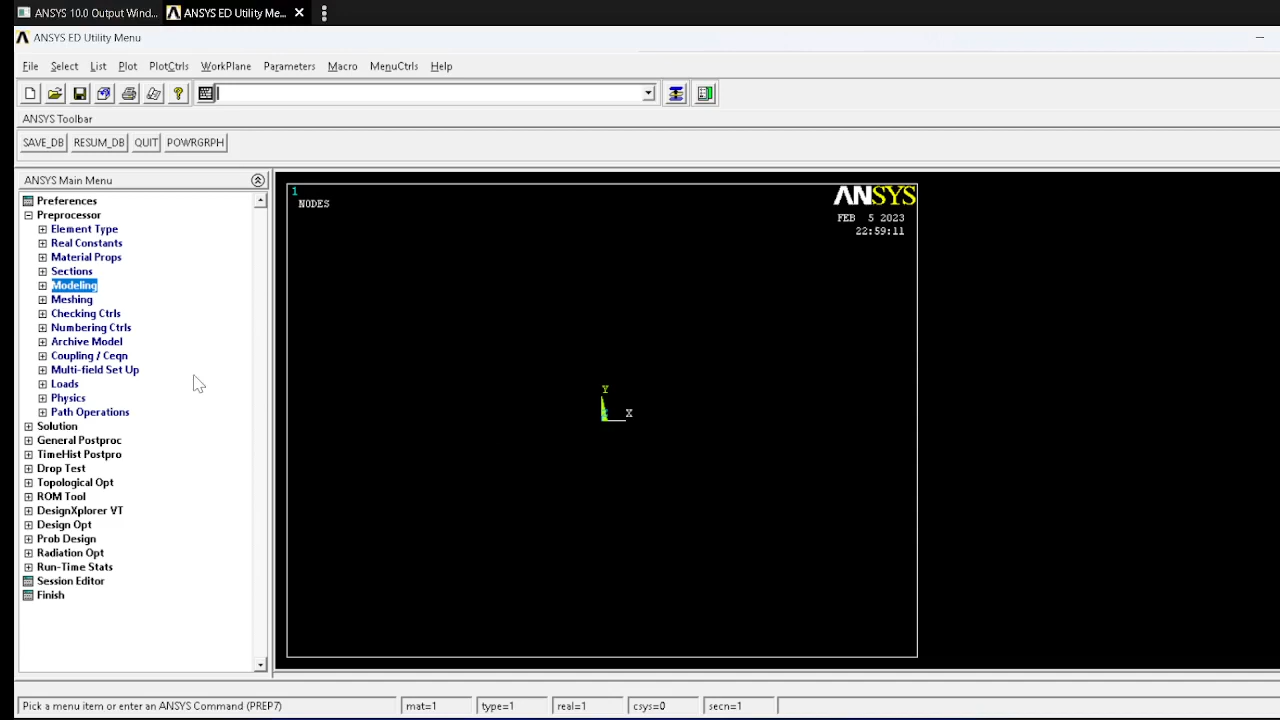 ANSYS 10.0 Output Wind...
ANSYS ED Utility Me...
ANSYS ED Utility Menu
File Select List Plot PlotCtrls WorkPlane Parameters Macro MenuCtrls Help
ANSYS Toolbar
SAVE_DB RESUM_DB QUIT POWRGRPH
ANSYS Main Menu
Preferences
Preprocessor
Element Type
Real Constants
Material Props
Sections
Modeling
Meshing
Checking Ctrls
Numbering Ctrls
Archive Model
Coupling / Ceqn
Multi-field Set Up
Loads
Physics
Path Operations
Solution
General Postproc
TimeHist Postpro
Drop Test
Topological Opt
ROM Tool
DesignXplorer VT
Design Opt
Prob Design
Radiation Opt
Run-Time Stats
Session Editor
Finish
1
NODES
ANSYS
FEB 5 2023
22:59:11
Y
X
Pick a menu item or enter an ANSYS Command (PREP7) mat=1 type=1 real=1 csys=0 secn=1